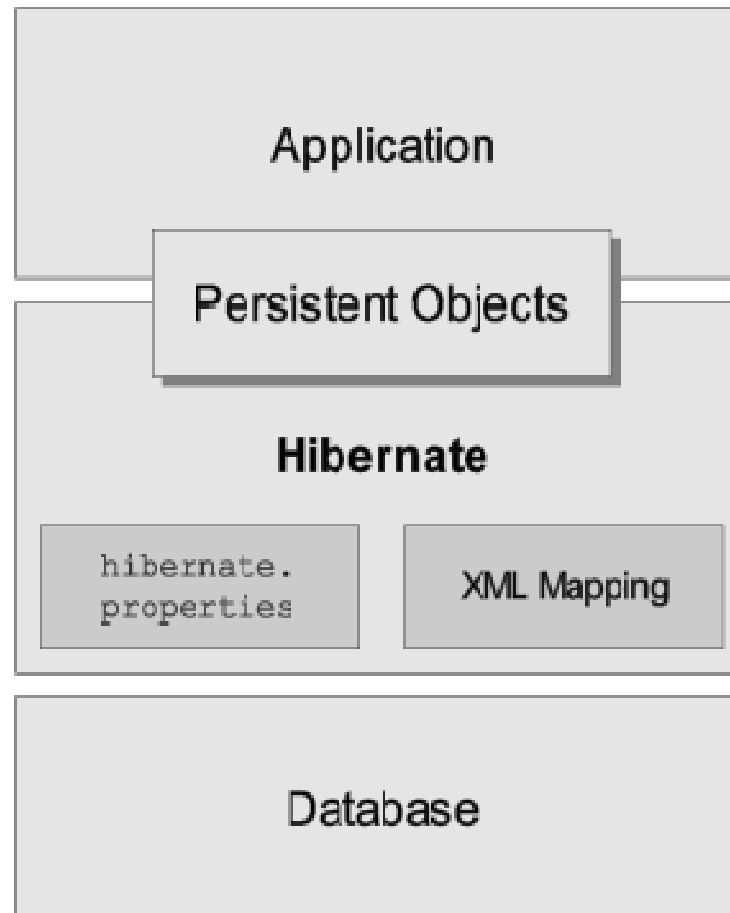 Application
Persistent Objects
Hibernate
hibernate.
properties
XML Mapping
Database